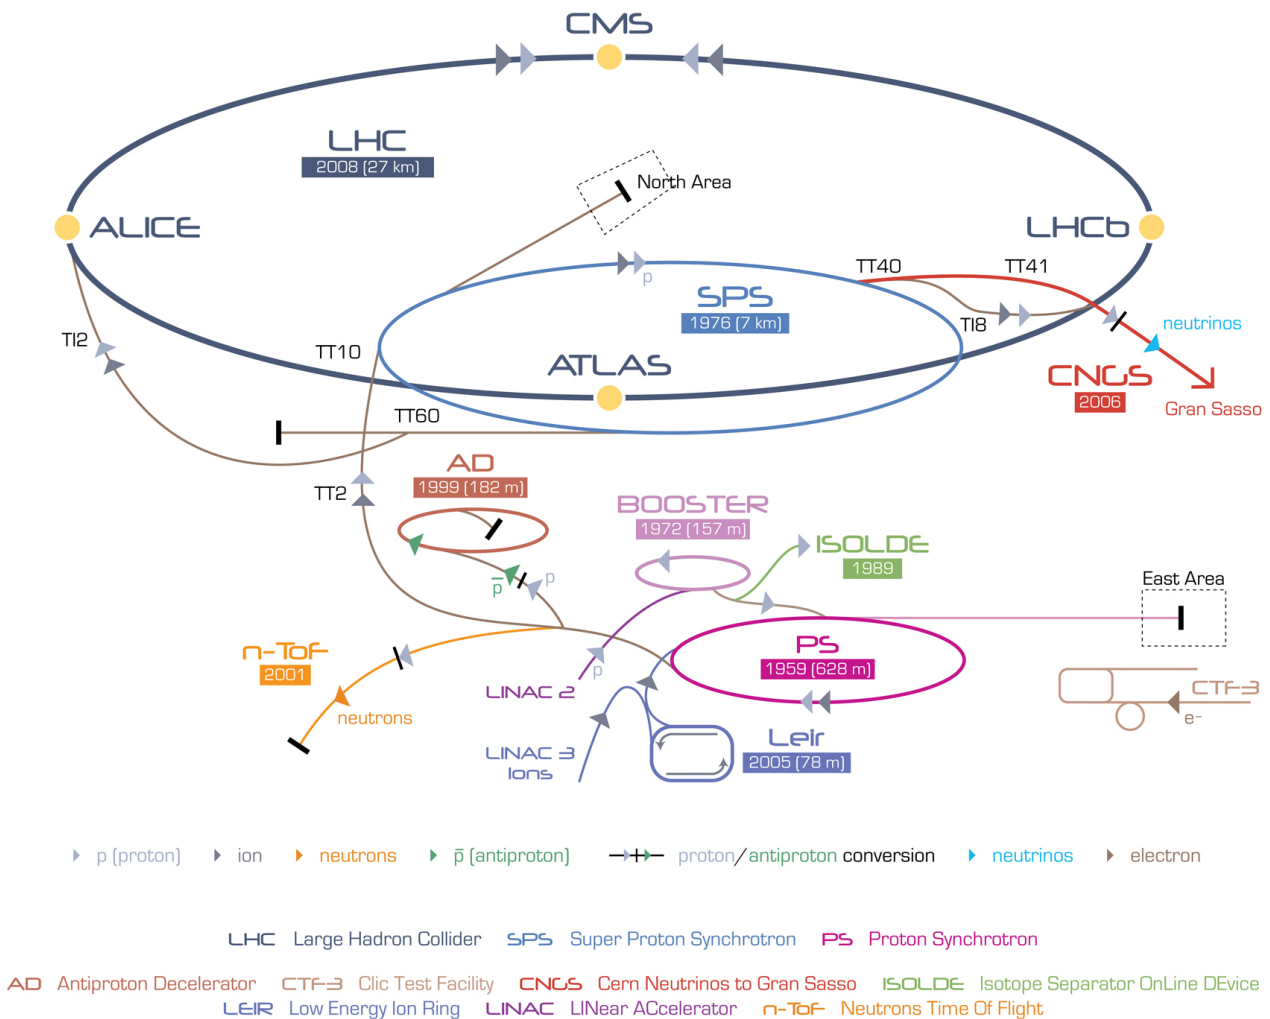 CMS
LHC
2008 (27 km)
North Area
ALICE
LHCb
TT40
TT41
p
SPS
1976 (7 km)
TI8
neutrinos
TI2
TT10
ATLAS
CNGS
2006
Gran Sasso
TT60
AD
1999 (182 m)
TT2
BOOSTER
1972 (157 m)
ISOLDE
1989
p̅
p
East Area
n-ToF
2001
PS
1959 (628 m)
p
LINAC 2
neutrons
CTF-3
e-
LINAC 3
Ions
Leir
2005 (78 m)
p (proton)
ion
neutrons
p̅ (antiproton)
proton/antiproton conversion
neutrinos
electron
LHC Large Hadron Collider
SPS Super Proton Synchrotron
PS Proton Synchrotron
AD Antiproton Decelerator
CTF-3 Clic Test Facility
CNGS Cern Neutrinos to Gran Sasso
ISOLDE Isotope Separator OnLine DEvice
LEIR Low Energy Ion Ring
LINAC LINear ACcelerator
n-ToF Neutrons Time Of Flight